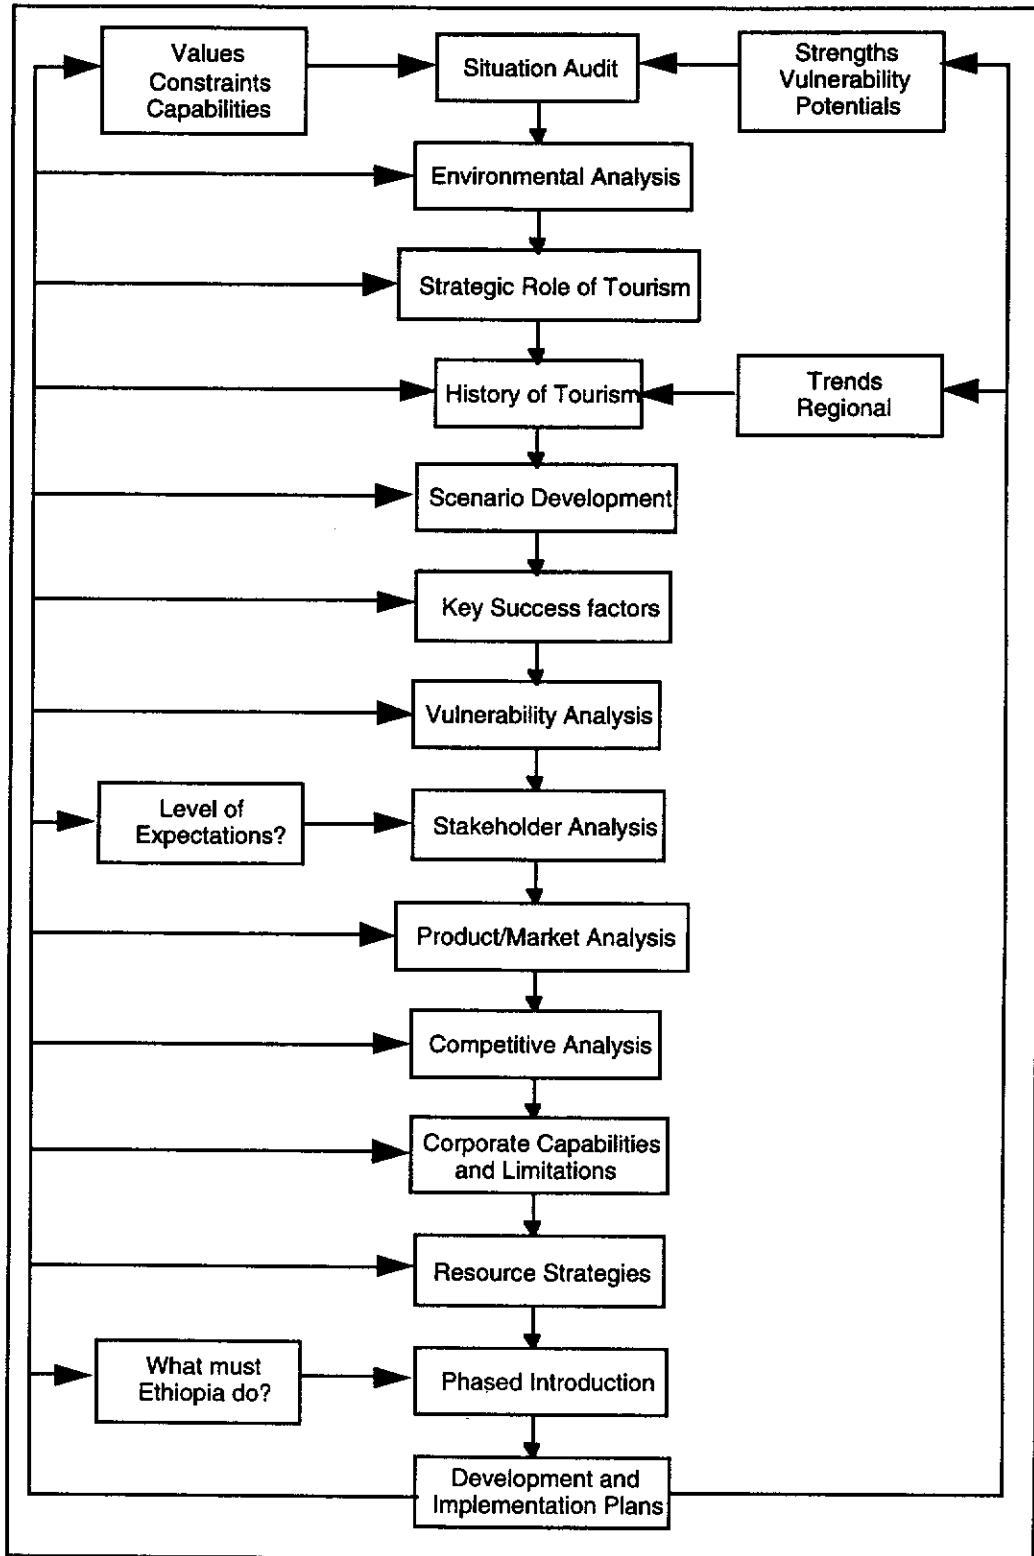 Values
Constraints
Capabilities
Situation Audit
Strengths
Vulnerability
Potentials
Environmental Analysis
Strategic Role of Tourism
History of Tourism
Trends
Regional
Scenario Development
Key Success factors
Vulnerability Analysis
Level of
Expectations?
Stakeholder Analysis
Product/Market Analysis
Competitive Analysis
Corporate Capabilities
and Limitations
Resource Strategies
What must
Ethiopia do?
Phased Introduction
Development and
Implementation Plans